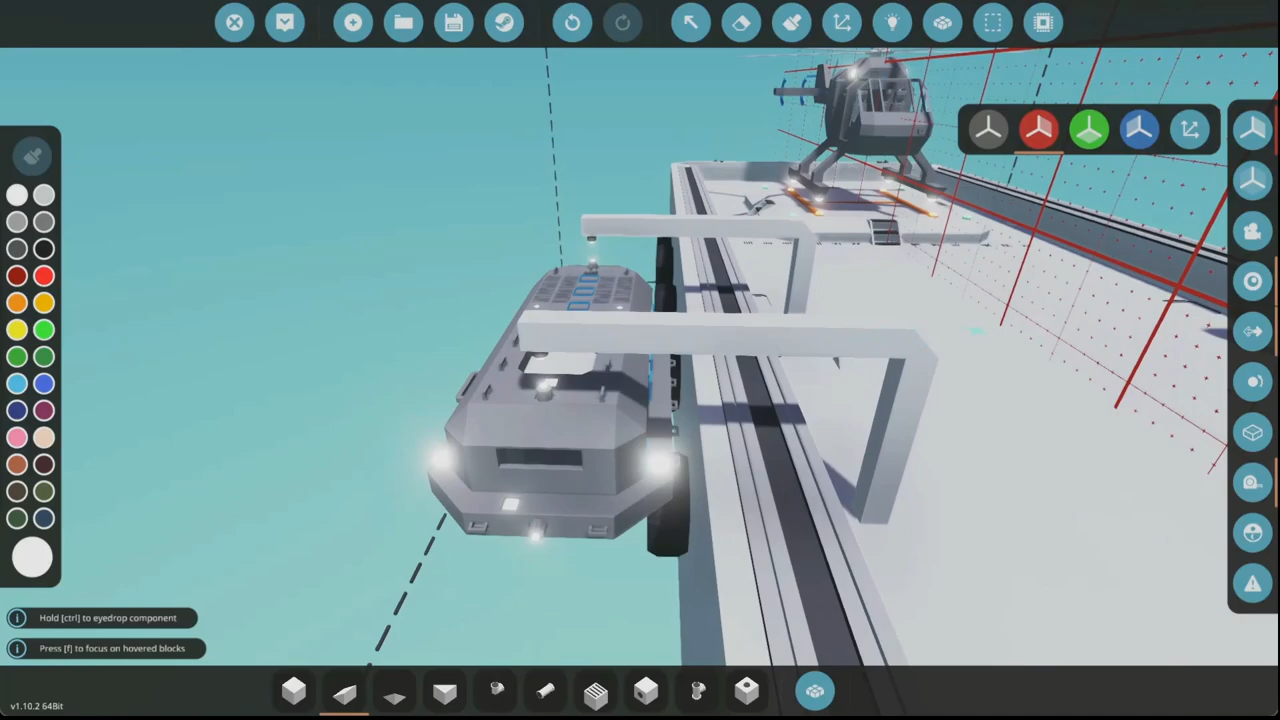 Hold [ctrl] to eyedrop component
Press [f] to focus on hovered blocks
v1.10.2 64Bit